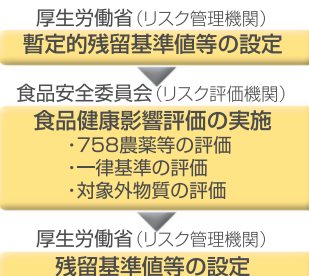 厚生労働省（リスク管理機関）
暫定的残留基準値等の設定
食品安全委員会（リスク評価機関）
食品健康影響評価の実施
・758農薬等の評価
・一律基準の評価
・対象外物質の評価
厚生労働省（リスク管理機関）
残留基準値等の設定